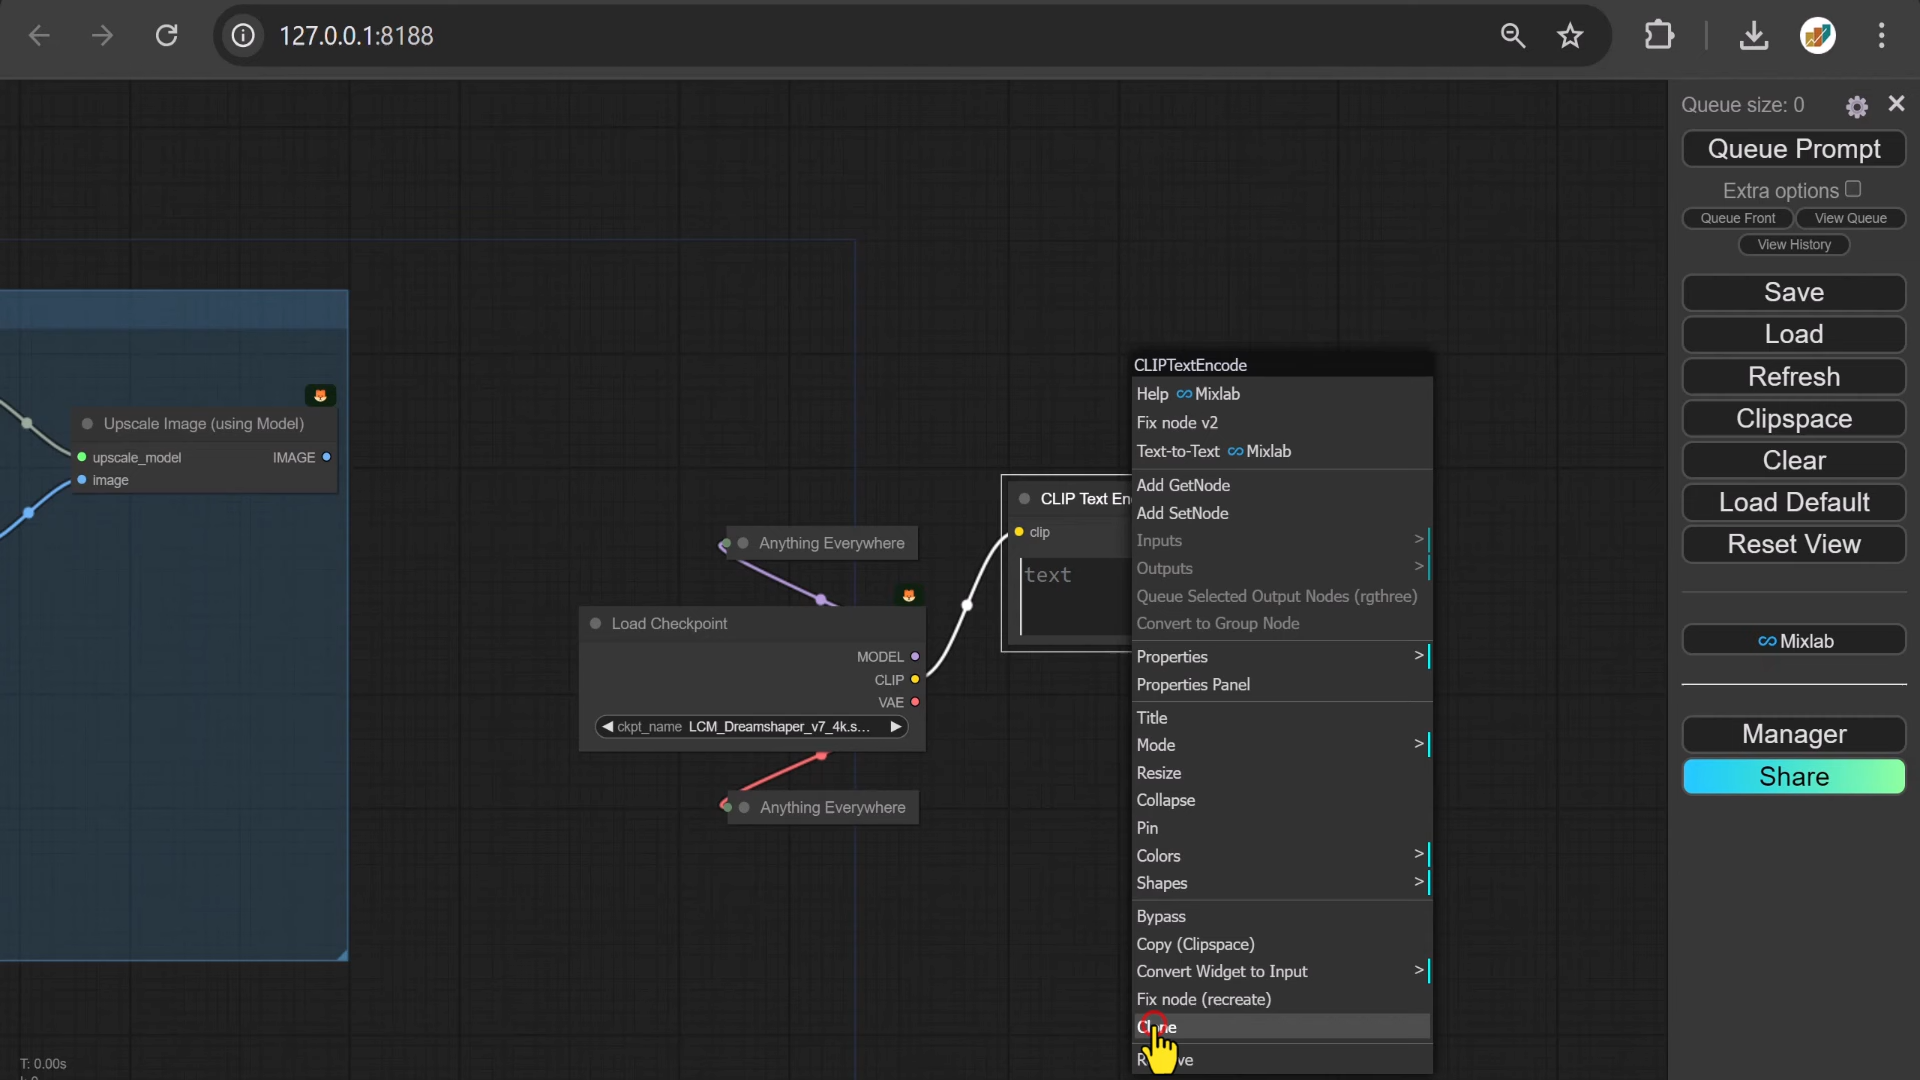 127.0.0.1:8188
Queue size: 0
Queue Prompt
Extra options
Queue Front
View Queue
View History
Save
Load
Refresh
Clipspace
Clear
Load Default
Reset View
Mixlab
Manager
Share
Upscale Image (using Model)
upscale_model
IMAGE
image
Anything Everywhere
Load Checkpoint
MODEL
CLIP
VAE
ckpt_name LCM_Dreamshaper_v7_4k.s...
Anything Everywhere
CLIP Text En
clip
text
CLIPTextEncode
Help Mixlab
Fix node v2
Text-to-Text Mixlab
Add GetNode
Add SetNode
Inputs >
Outputs >
Queue Selected Output Nodes (rgthree)
Convert to Group Node
Properties >
Properties Panel
Title
Mode >
Resize
Collapse
Pin
Colors >
Shapes >
Bypass
Copy (Clipspace)
Convert Widget to Input >
Fix node (recreate)
Clone
T: 0.00s